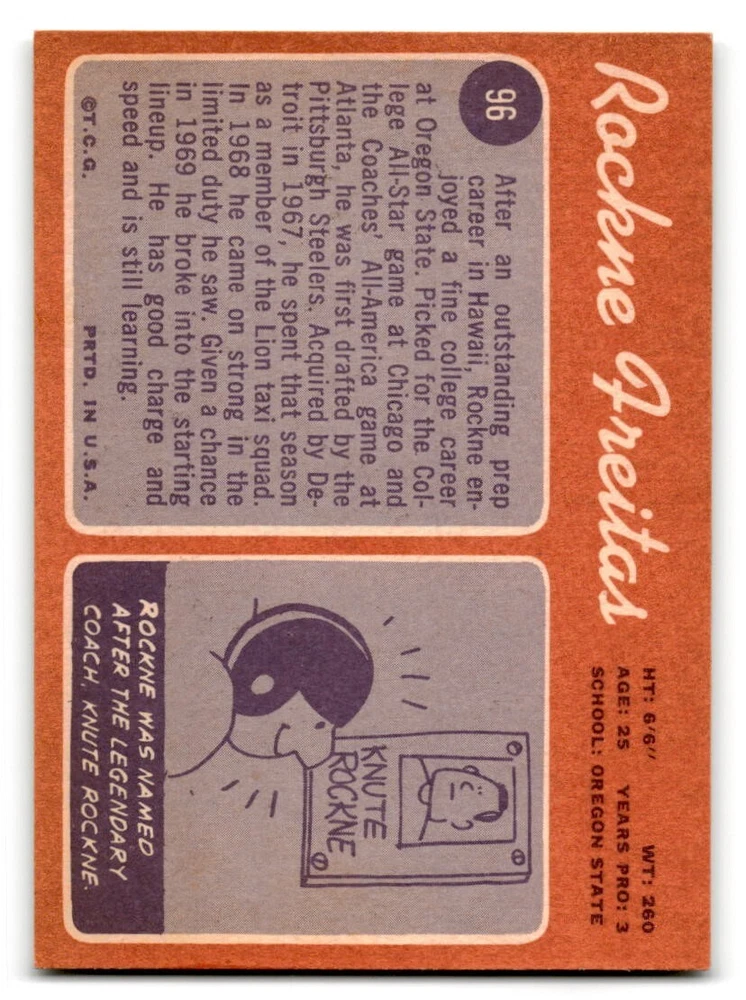 Rockne Freitas
HT: 6'6" WT: 260
AGE: 25 YEARS PRO: 3
SCHOOL: OREGON STATE
96
After an outstanding prep
career in Hawaii, Rockne en-
joyed a fine college career
at Oregon State. Picked for the Col-
lege All-Star game at Chicago and
the Coaches' All-America game at
Atlanta, he was first drafted by the
Pittsburgh Steelers. Acquired by De-
troit in 1967, he spent that season
as a member of the Lion taxi squad.
In 1968 he came on strong in the
limited duty he saw. Given a chance
in 1969 he broke into the starting
lineup. He has good charge and
speed and is still learning.
©T.C.G. PRTD. IN U.S.A.
KNUTE
ROCKNE
ROCKNE WAS NAMED
AFTER THE LEGENDARY
COACH, KNUTE ROCKNE.